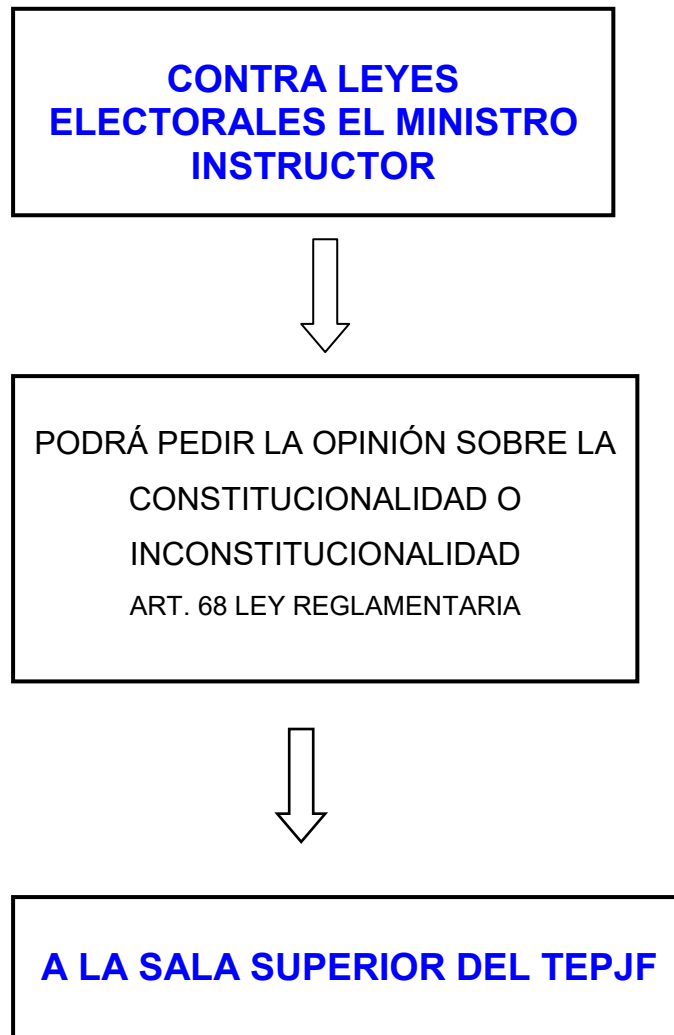 CONTRA LEYES
ELECTORALES EL MINISTRO
INSTRUCTOR
PODRÁ PEDIR LA OPINIÓN SOBRE LA
CONSTITUCIONALIDAD O
INCONSTITUCIONALIDAD
ART. 68 LEY REGLAMENTARIA
A LA SALA SUPERIOR DEL TEPJF